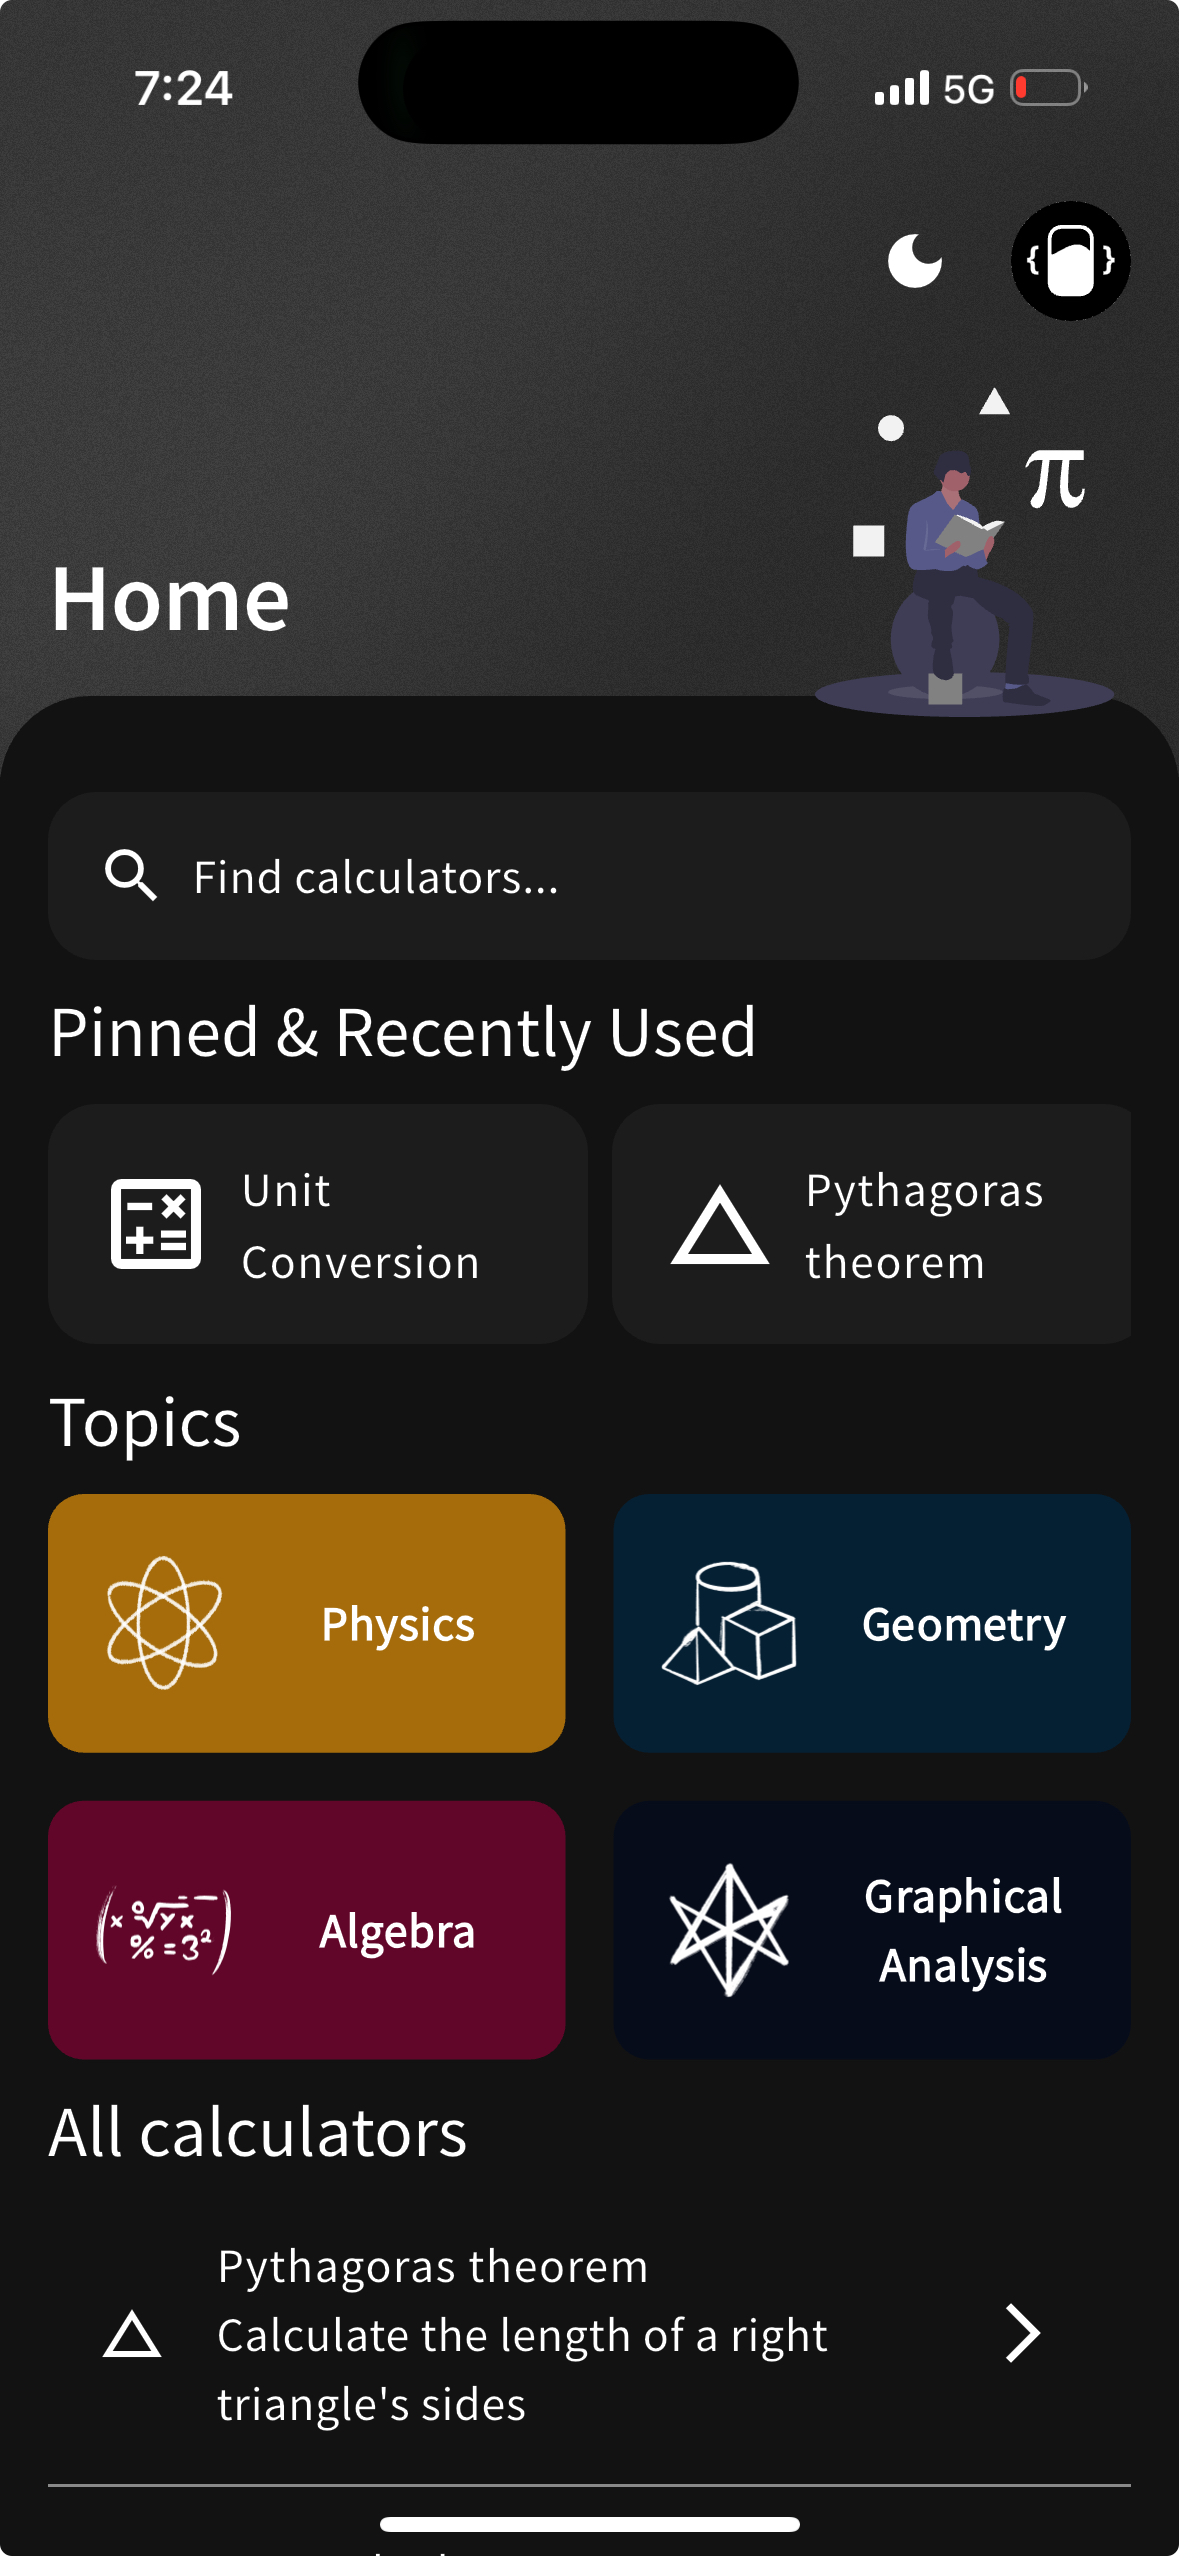 7:24
5G
{ }
π
Home
Find calculators...
Pinned & Recently Used
Unit
Conversion
Pythagoras
theorem
Topics
Physics
Geometry
Algebra
Graphical
Analysis
All calculators
Pythagoras theorem
Calculate the length of a right
triangle's sides